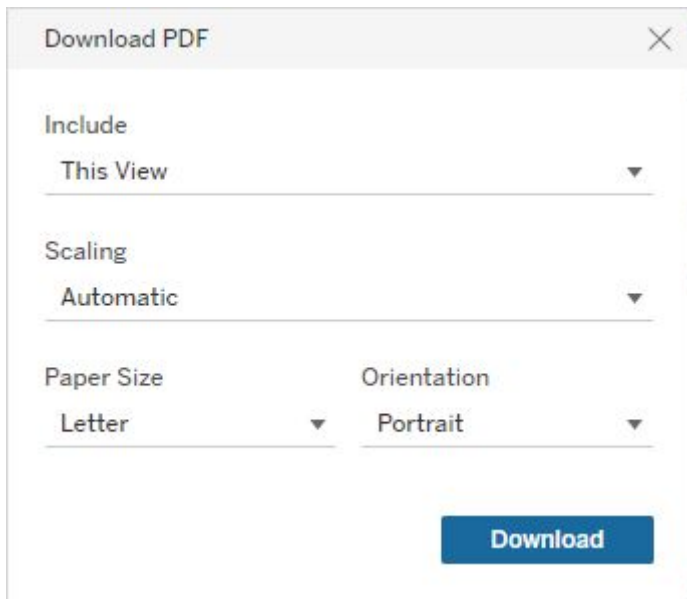 Download PDF
Include
This View
Scaling
Automatic
Paper Size
Orientation
Letter
Portrait
Download